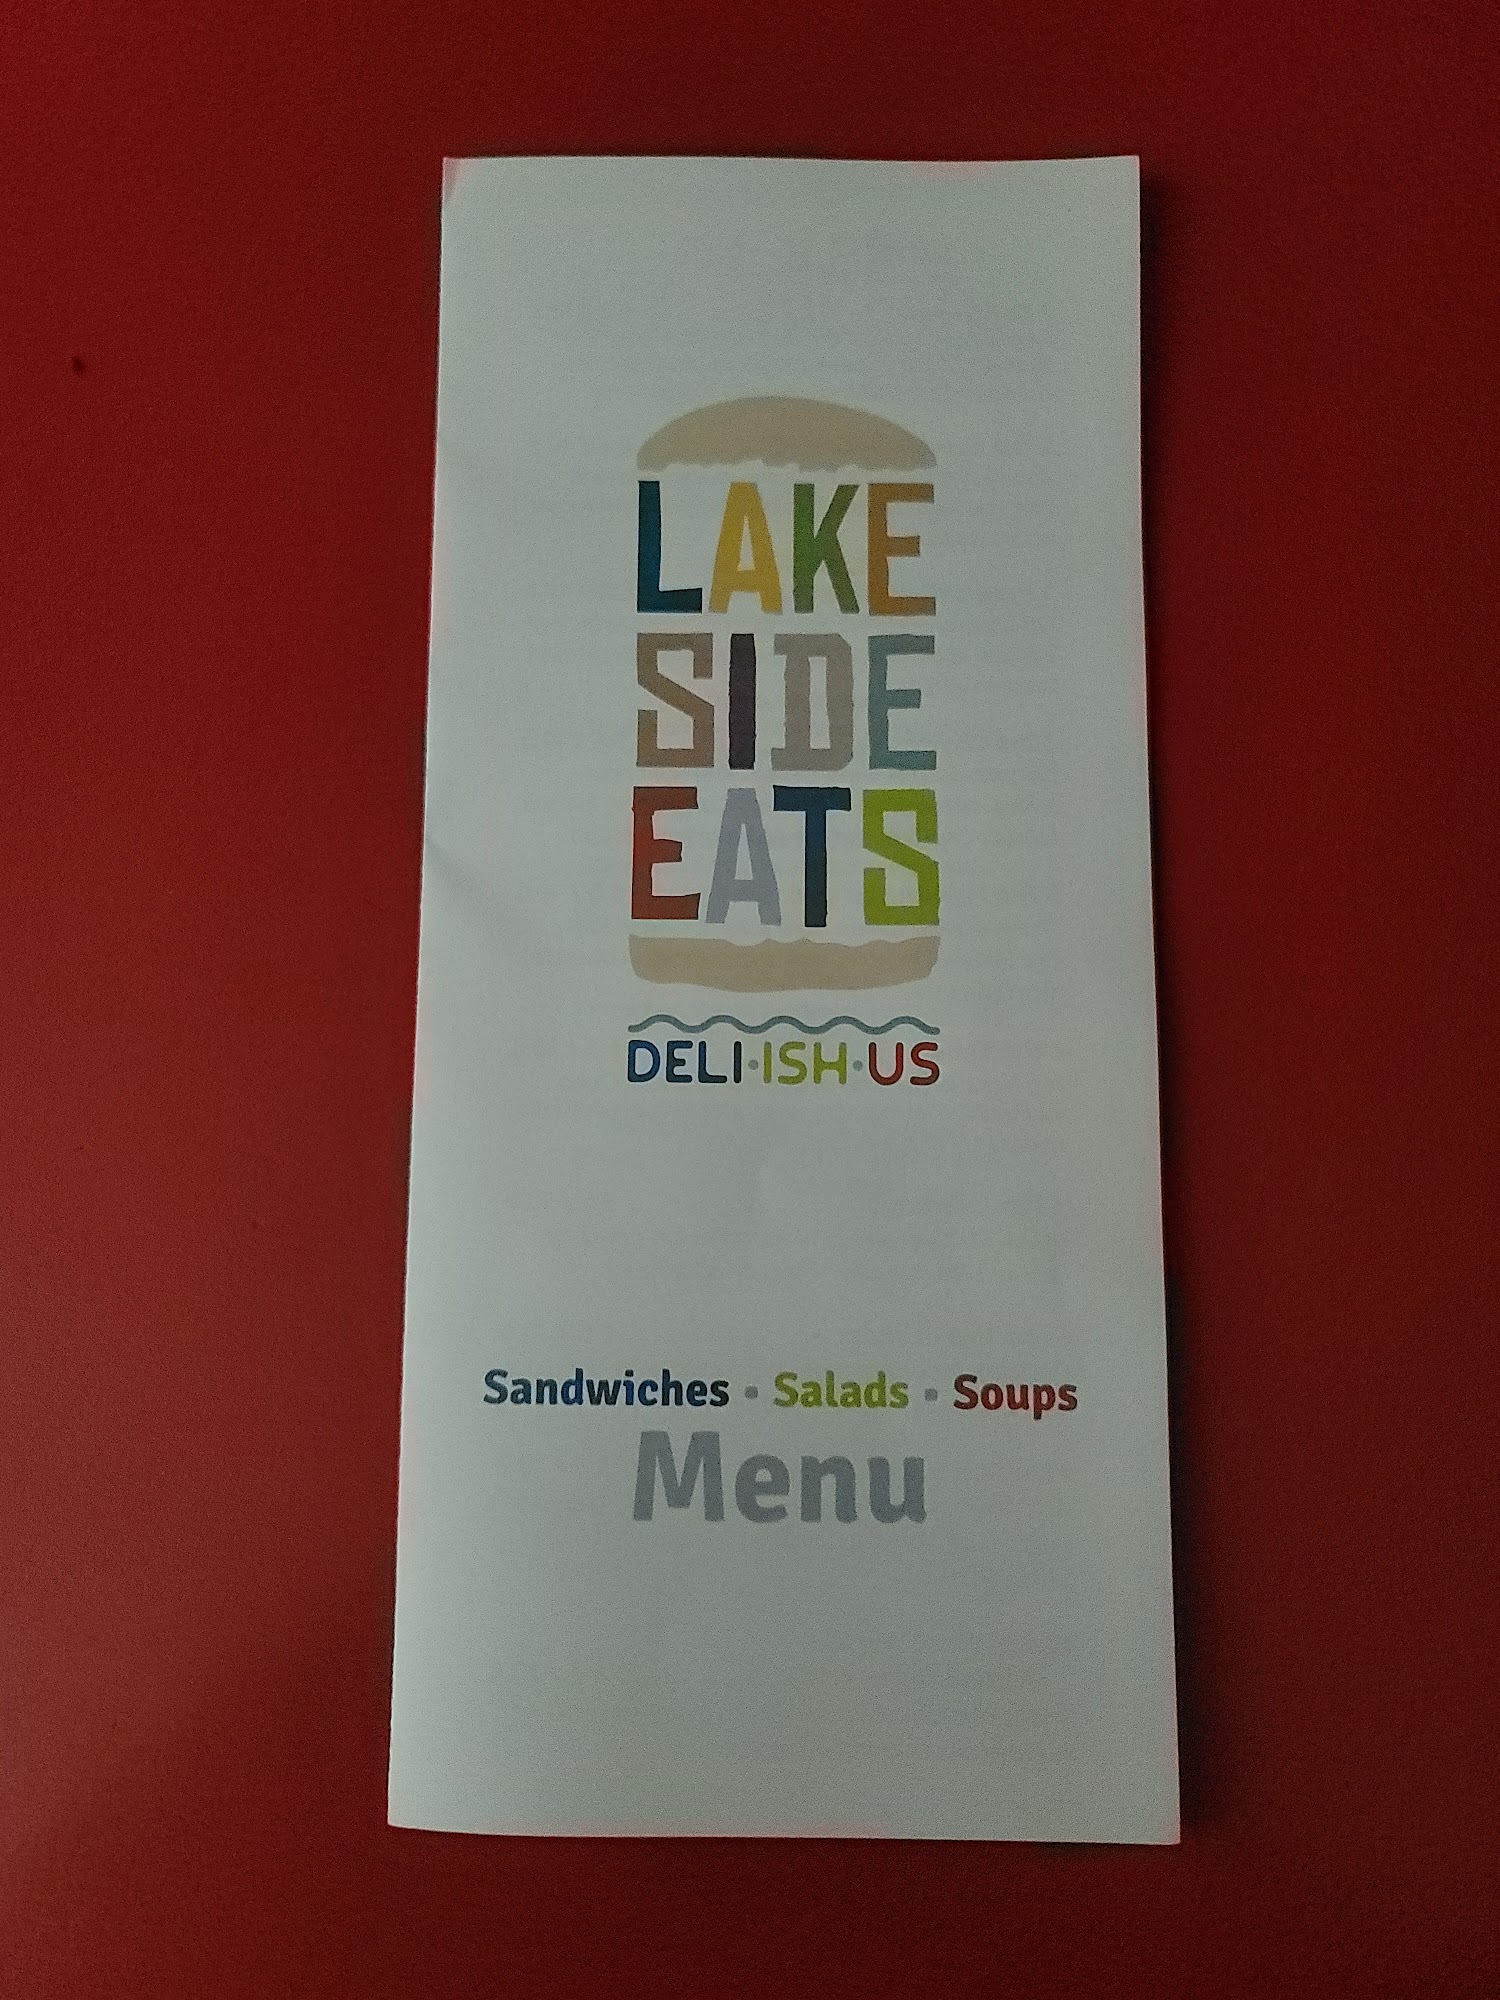 LAKE
SIDE
EATS
DELI•ISH•US
Sandwiches • Salads • Soups
Menu